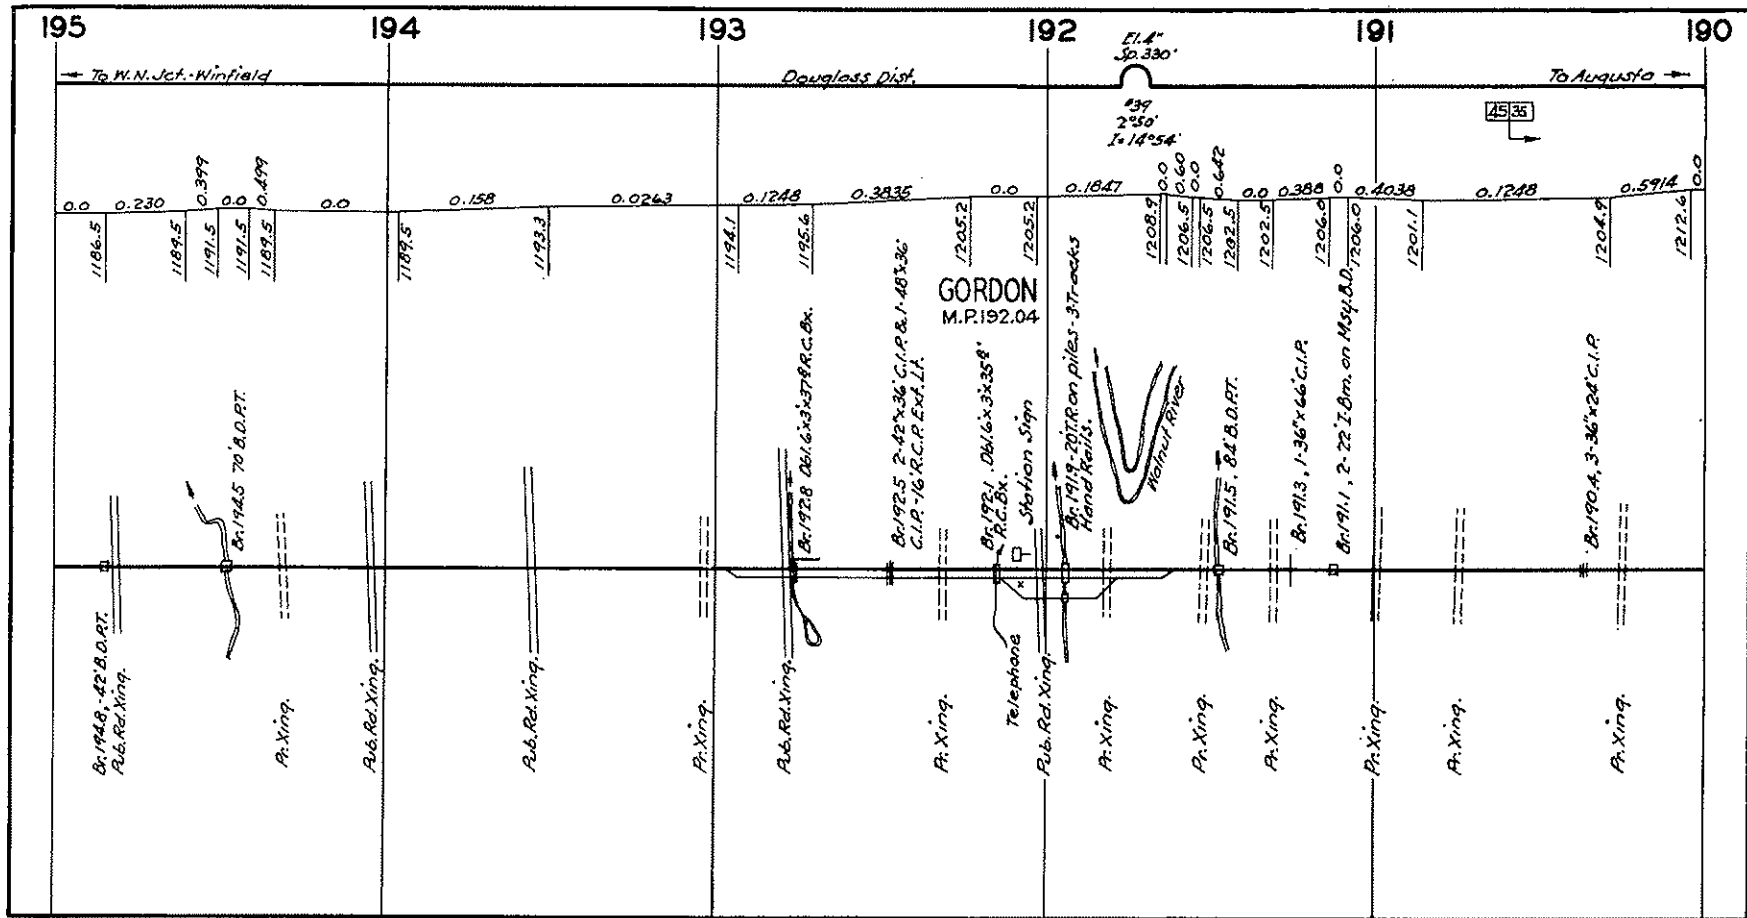 195
194
193
192
191
190
El.4"
Sp.330'
← To W.N.Jct.-Winfield
Douglass Dist.
To Augusta →
#39
2°50'
I=14°54'
45 35
0.0
0.230
0.399
0.0
0.499
0.0
0.158
0.0263
0.1248
0.3835
0.0
0.1847
0.0
0.60
0.0
0.642
0.0
0.388
0.0
0.4038
0.1248
0.5914
0.0
1186.5
1189.5
1191.5
1191.5
1189.5
1189.5
1193.3
1194.1
1195.6
1205.2
1205.2
1208.9
1206.5
1206.5
1202.5
1202.5
1206.0
1206.0
1201.1
1204.9
1212.6
GORDON
M.P.192.04
Br.194.5 70' B.D.P.T.
Br.192.8 Dbl.6'x3'x37⁹ R.C.Bx.
Br.192.5 2-42"x36' C.I.P.& 1-48"x36'
C.I.P.-16' R.C.P. Ext. Lt.
Br.192.1 Dbl.6'x3'x35⁹'
R.C.Bx.
Station Sign
Br.191.9-20'T.R.on piles-3-Tracks
Hand Rails.
Walnut River
Br.191.5, 84' B.D.P.T.
Br.191.3, 1-36"x66' C.I.P.
Br.191.1, 2-22' I-Bm. on Msy.B.D.
Br.190.4, 3-36"x24' C.I.P.
Br.194.8,-42' B.D.P.T.
Pub.Rd.Xing.
Pr.Xing.
Pub.Rd.Xing.
Pub.Rd.Xing.
Pr.Xing.
Pub.Rd.Xing.
Pr.Xing.
Telephone
Pub.Rd.Xing.
Pr.Xing.
Pr.Xing.
Pr.Xing.
Pr.Xing.
Pr.Xing.
Pr.Xing.